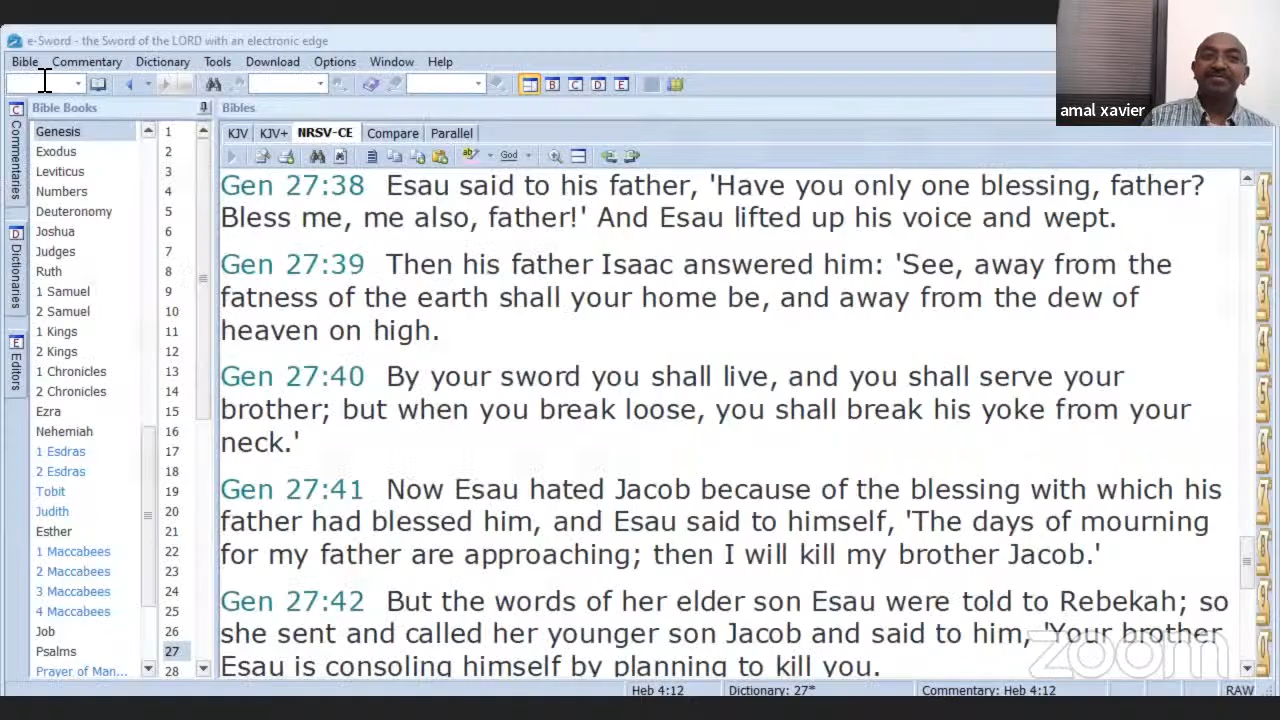 e-Sword - the Sword of the LORD with an electronic edge
Bible Commentary Dictionary Tools Download Options Window Help
amal xavier
Bible Books
Bibles
C Commentaries
D Dictionaries
E Editors
B C D E
KJV KJV+ NRSV-CE Compare Parallel
God
Genesis 1
Exodus 2
Leviticus 3
Numbers 4
Deuteronomy 5
Joshua 6
Judges 7
Ruth 8
1 Samuel 9
2 Samuel 10
1 Kings 11
2 Kings 12
1 Chronicles 13
2 Chronicles 14
Ezra 15
Nehemiah 16
1 Esdras 17
2 Esdras 18
Tobit 19
Judith 20
Esther 21
1 Maccabees 22
2 Maccabees 23
3 Maccabees 24
4 Maccabees 25
Job 26
Psalms 27
Prayer of Man... 28
Gen 27:38 Esau said to his father, 'Have you only one blessing, father?
Bless me, me also, father!' And Esau lifted up his voice and wept.
Gen 27:39 Then his father Isaac answered him: 'See, away from the
fatness of the earth shall your home be, and away from the dew of
heaven on high.
Gen 27:40 By your sword you shall live, and you shall serve your
brother; but when you break loose, you shall break his yoke from your
neck.'
Gen 27:41 Now Esau hated Jacob because of the blessing with which his
father had blessed him, and Esau said to himself, 'The days of mourning
for my father are approaching; then I will kill my brother Jacob.'
Gen 27:42 But the words of her elder son Esau were told to Rebekah; so
she sent and called her younger son Jacob and said to him, 'Your brother
Esau is consoling himself by planning to kill you.
zoom
Heb 4:12 Dictionary: 27* Commentary: Heb 4:12 RAW